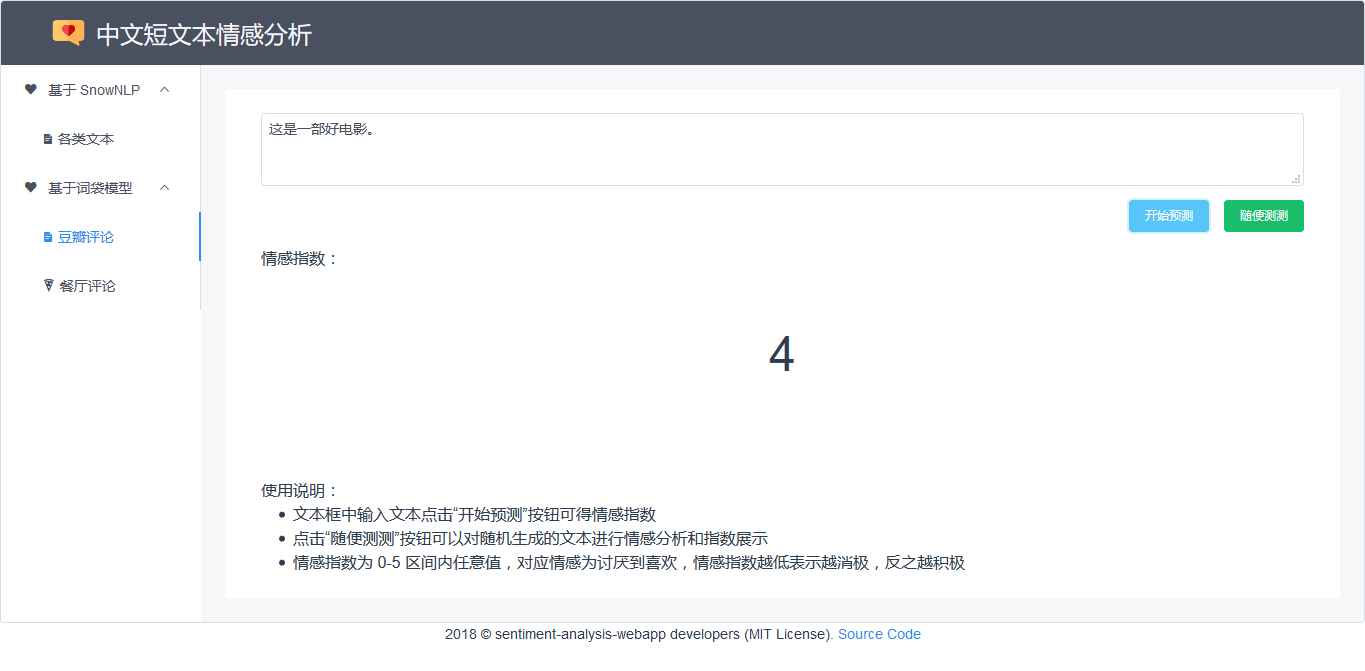 中文短文本情感分析
基于 SnowNLP
各类文本
基于词袋模型
豆瓣评论
餐厅评论
这是一部好电影。
开始预测 随便测测
情感指数：
4
使用说明：
文本框中输入文本点击“开始预测”按钮可得情感指数
点击“随便测测”按钮可以对随机生成的文本进行情感分析和指数展示
情感指数为 0-5 区间内任意值，对应情感为讨厌到喜欢，情感指数越低表示越消极，反之越积极
2018 © sentiment-analysis-webapp developers (MIT License). Source Code